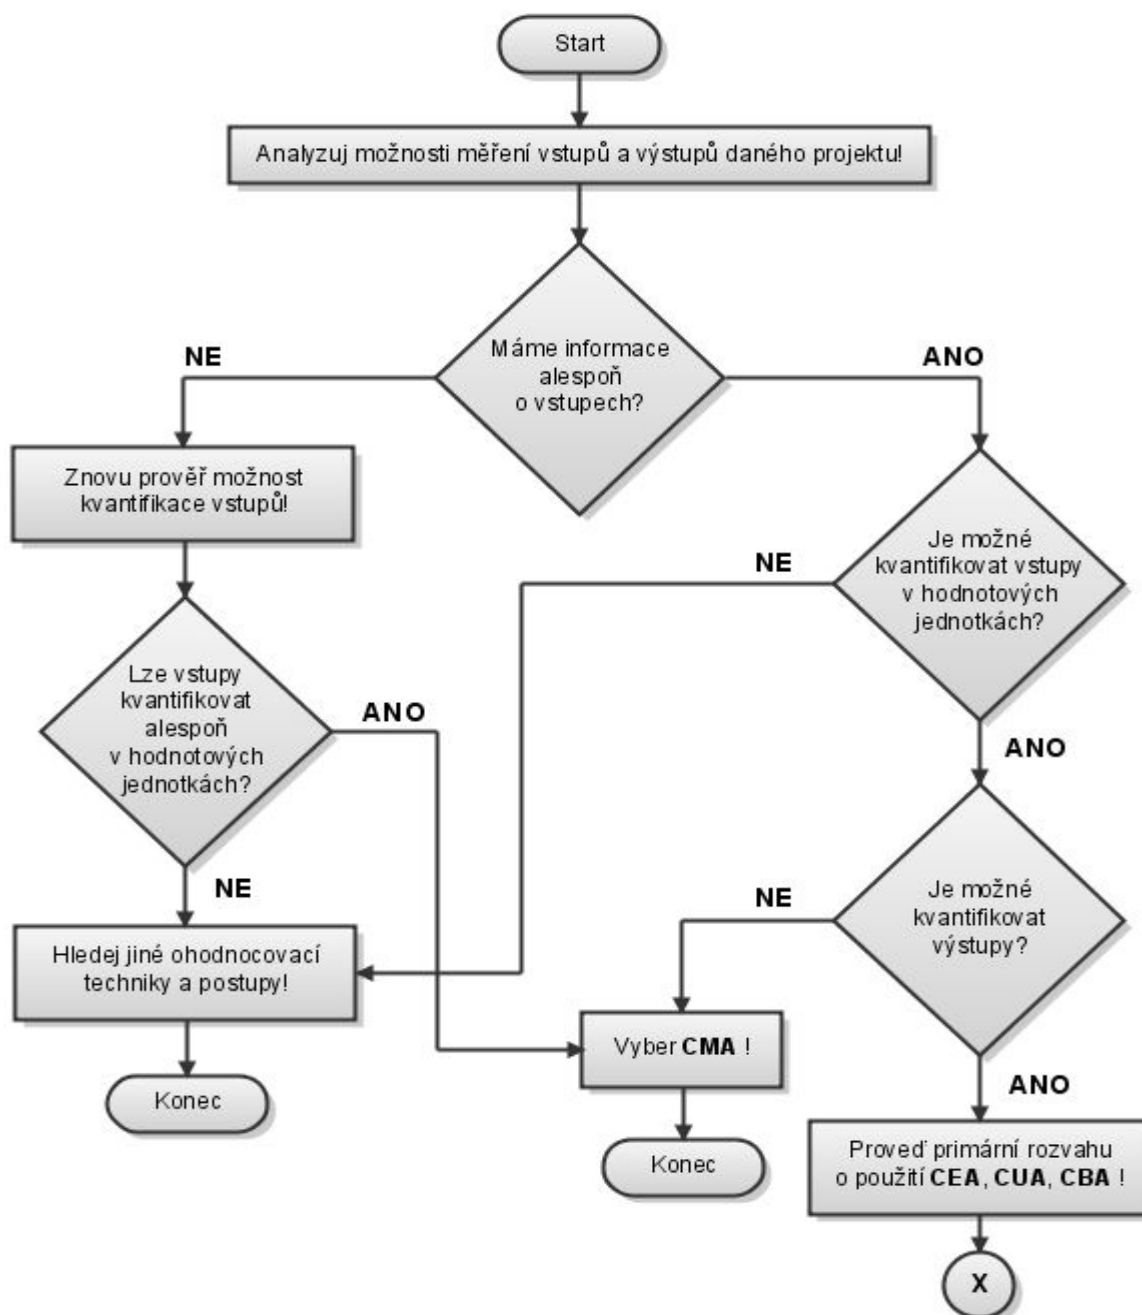 Start
Analyzuj možnosti měření vstupů a výstupů daného projektu!
Máme informace
alespoň
o vstupech?
NE
ANO
Znovu prověř možnost
kvantifikace vstupů!
Je možné
kvantifikovat vstupy
v hodnotových
jednotkách?
NE
ANO
Lze vstupy
kvantifikovat
alespoň
v hodnotových
jednotkách?
ANO
NE
Je možné
kvantifikovat
výstupy?
NE
ANO
Hledej jiné ohodnocovací
techniky a postupy!
Konec
Vyber CMA !
Konec
Proveď primární rozvahu
o použití CEA, CUA, CBA !
X